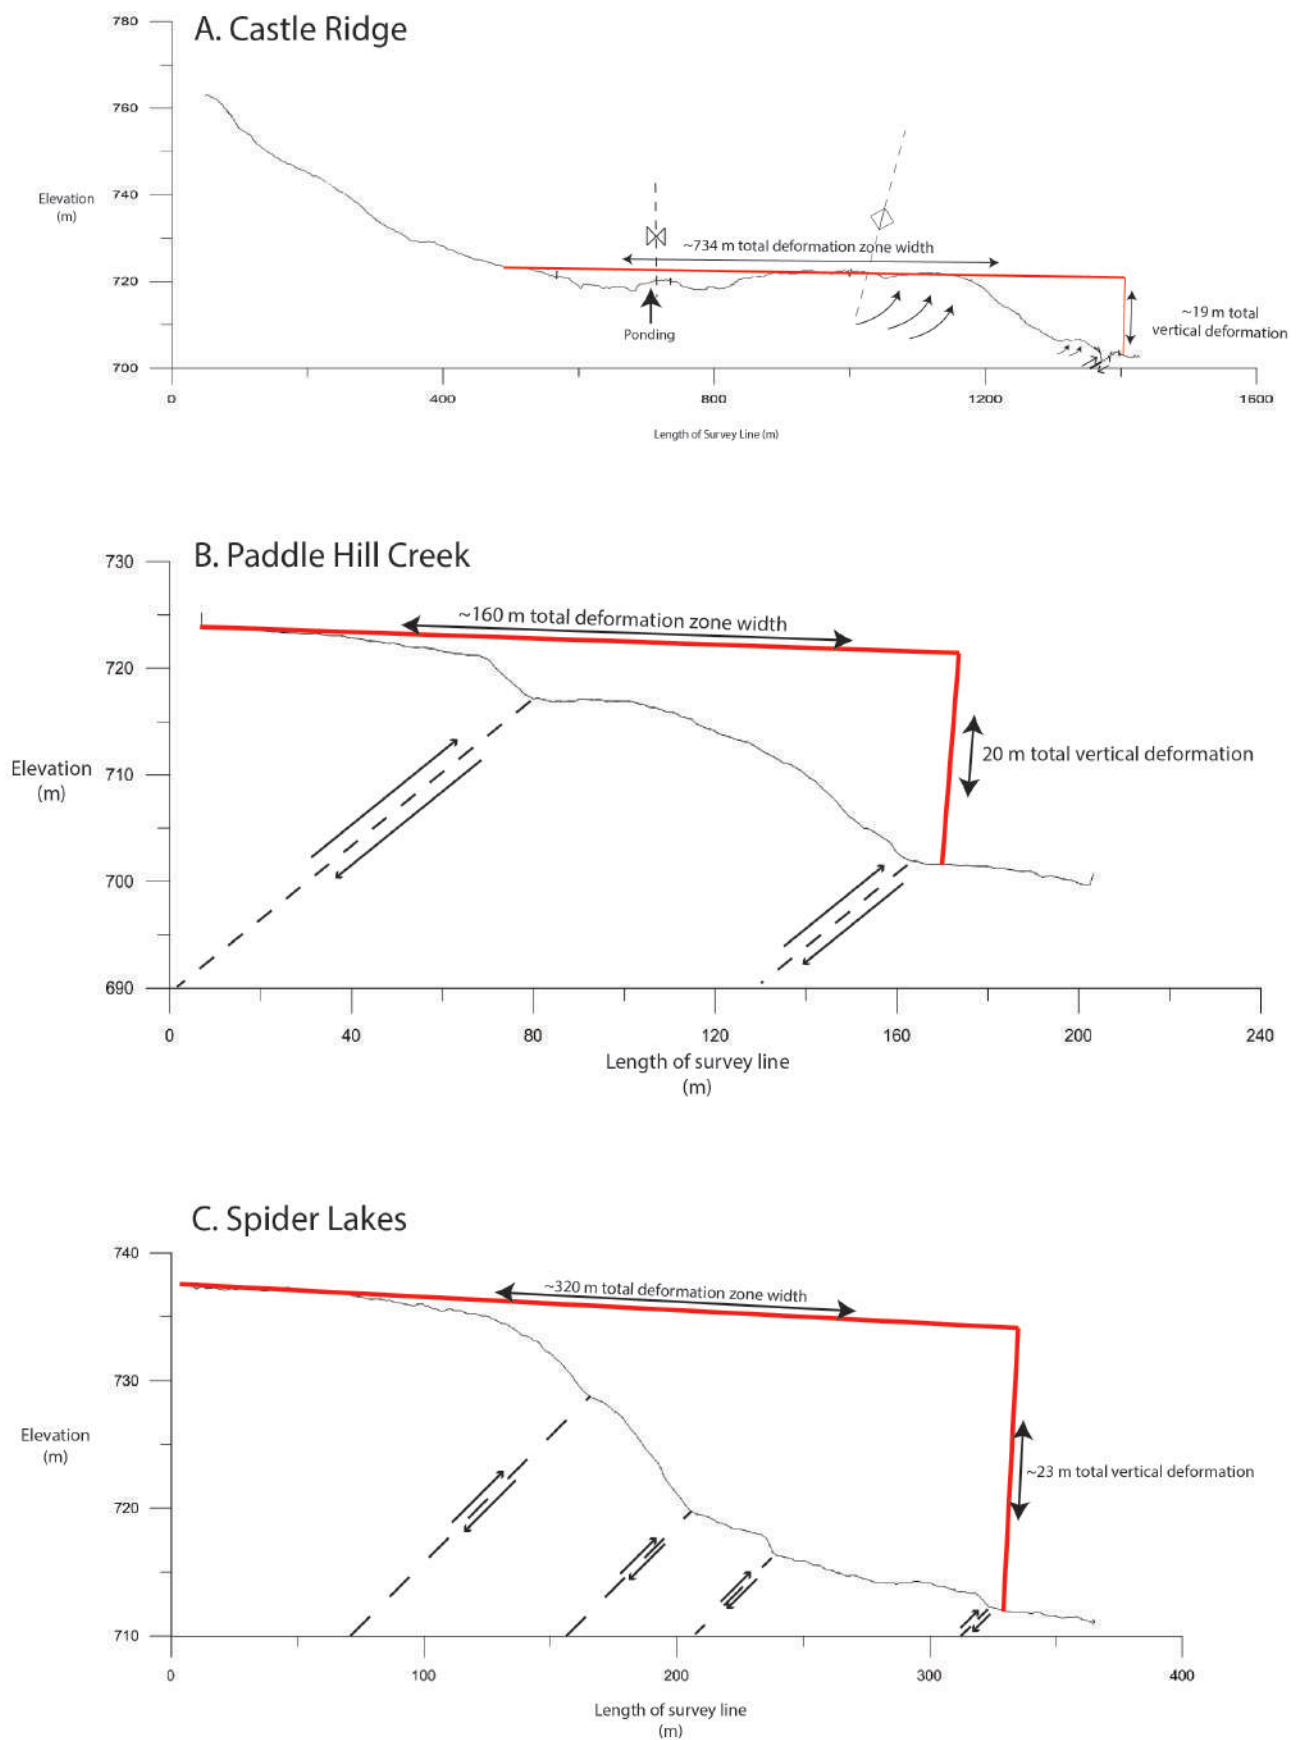 A. Castle Ridge
780
760
740
720
700
Elevation
(m)
~734 m total deformation zone width
~19 m total
vertical deformation
Ponding
0
400
800
1200
1600
Length of Survey Line (m)
B. Paddle Hill Creek
730
720
710
700
690
Elevation
(m)
~160 m total deformation zone width
20 m total vertical deformation
0
40
80
120
160
200
240
Length of survey line
(m)
C. Spider Lakes
740
730
720
710
Elevation
(m)
~320 m total deformation zone width
~23 m total vertical deformation
0
100
200
300
400
Length of survey line
(m)